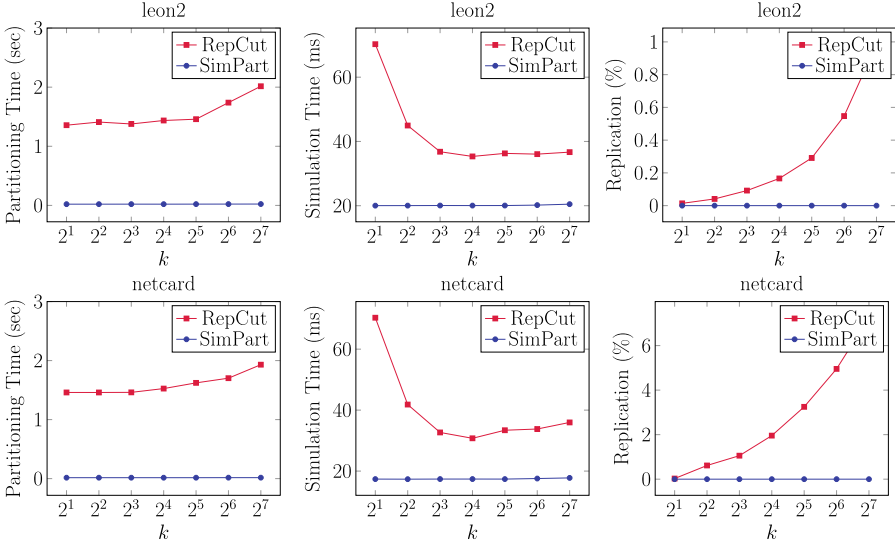 leon2
Partitioning Time (sec)
3
2
1
0
RepCut
SimPart
2^1 2^2 2^3 2^4 2^5 2^6 2^7
k
leon2
Simulation Time (ms)
60
40
20
RepCut
SimPart
2^1 2^2 2^3 2^4 2^5 2^6 2^7
k
leon2
Replication (%)
1
0.8
0.6
0.4
0.2
0
RepCut
SimPart
2^1 2^2 2^3 2^4 2^5 2^6 2^7
k
netcard
Partitioning Time (sec)
3
2
1
0
RepCut
SimPart
2^1 2^2 2^3 2^4 2^5 2^6 2^7
k
netcard
Simulation Time (ms)
60
40
20
RepCut
SimPart
2^1 2^2 2^3 2^4 2^5 2^6 2^7
k
netcard
Replication (%)
6
4
2
0
RepCut
SimPart
2^1 2^2 2^3 2^4 2^5 2^6 2^7
k